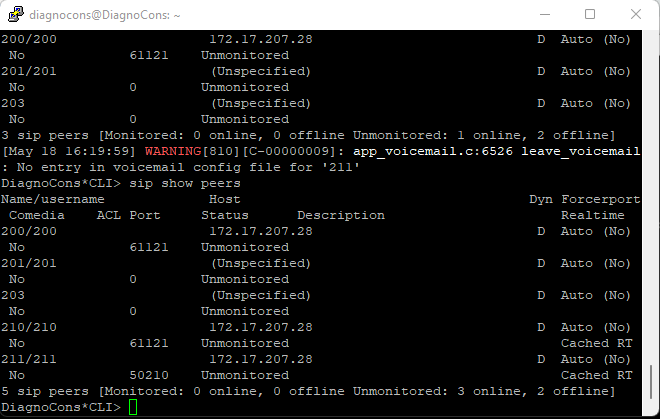 diagnocons@DiagnoCons: ~
200/200 172.17.207.28 D Auto (No)
No 61121 Unmonitored
201/201 (Unspecified) D Auto (No)
No 0 Unmonitored
203 (Unspecified) D Auto (No)
No 0 Unmonitored
3 sip peers [Monitored: 0 online, 0 offline Unmonitored: 1 online, 2 offline]
[May 18 16:19:59] WARNING[810][C-00000009]: app_voicemail.c:6526 leave_voicemail
: No entry in voicemail config file for '211'
DiagnoCons*CLI> sip show peers
Name/username Host Dyn Forcerport
Comedia ACL Port Status Description Realtime
200/200 172.17.207.28 D Auto (No)
No 61121 Unmonitored
201/201 (Unspecified) D Auto (No)
No 0 Unmonitored
203 (Unspecified) D Auto (No)
No 0 Unmonitored
210/210 172.17.207.28 D Auto (No)
No 61121 Unmonitored Cached RT
211/211 172.17.207.28 D Auto (No)
No 50210 Unmonitored Cached RT
5 sip peers [Monitored: 0 online, 0 offline Unmonitored: 3 online, 2 offline]
DiagnoCons*CLI>